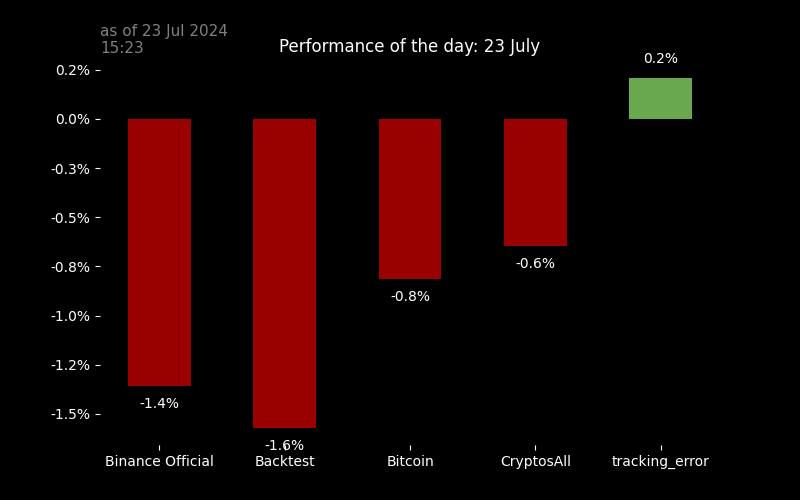 as of 23 Jul 2024
15:23
Performance of the day: 23 July
0.2%
0.2%
0.0%
-0.3%
-0.5%
-0.8%
-1.0%
-1.2%
-1.5%
-1.4%
-1.6%
-0.8%
-0.6%
Binance Official
Backtest
Bitcoin
CryptosAll
tracking_error